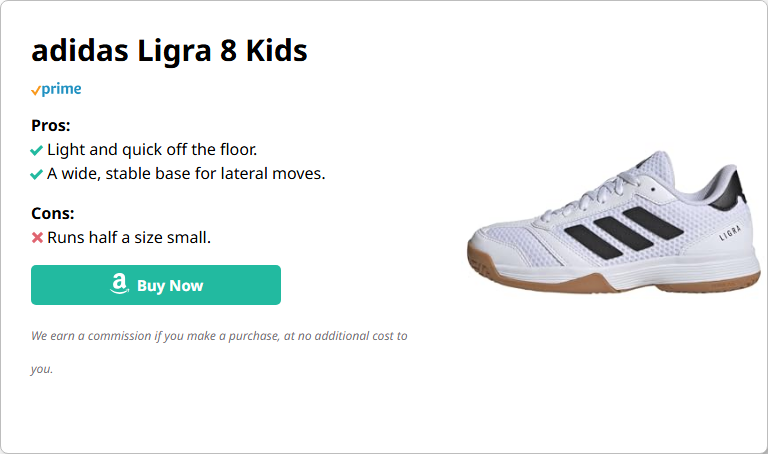 adidas Ligra 8 Kids
prime
Pros:
Light and quick off the floor.
A wide, stable base for lateral moves.
Cons:
Runs half a size small.
Buy Now
We earn a commission if you make a purchase, at no additional cost to
you.
LIGRA